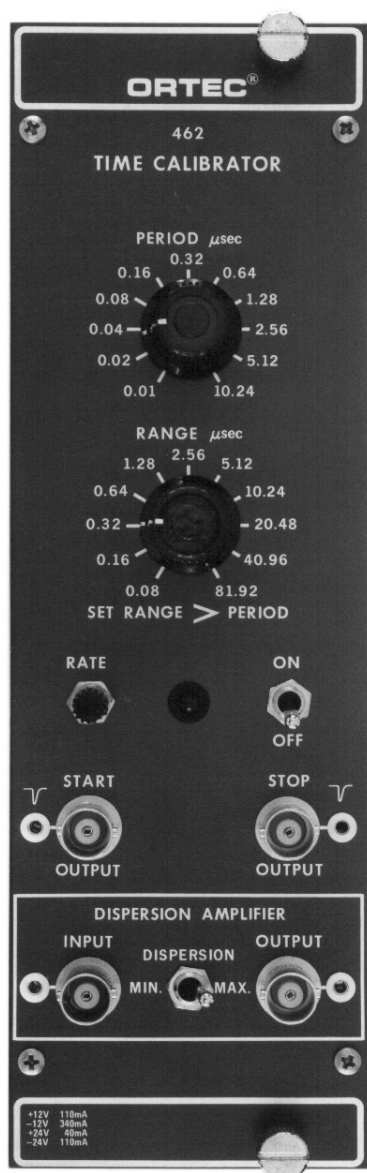 ORTEC®
462
TIME CALIBRATOR
PERIOD µsec
0.32
0.16 0.64
0.08 1.28
0.04 2.56
0.02 5.12
0.01 10.24
RANGE µsec
2.56
1.28 5.12
0.64 10.24
0.32 20.48
0.16 40.96
0.08 81.92
SET RANGE > PERIOD
RATE ON
OFF
START STOP
OUTPUT OUTPUT
DISPERSION AMPLIFIER
INPUT DISPERSION OUTPUT
MIN. MAX.
+12V 110mA
−12V 340mA
+24V 40mA
−24V 110mA